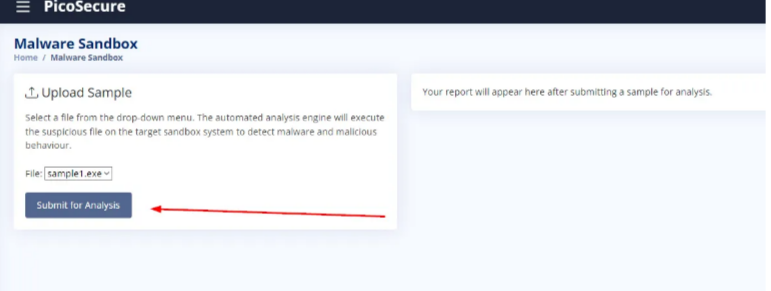 PicoSecure
Malware Sandbox
Home / Malware Sandbox
Upload Sample
Select a file from the drop-down menu. The automated analysis engine will execute
the suspicious file on the target sandbox system to detect malware and malicious
behaviour.
File: sample1.exe
Submit for Analysis
Your report will appear here after submitting a sample for analysis.